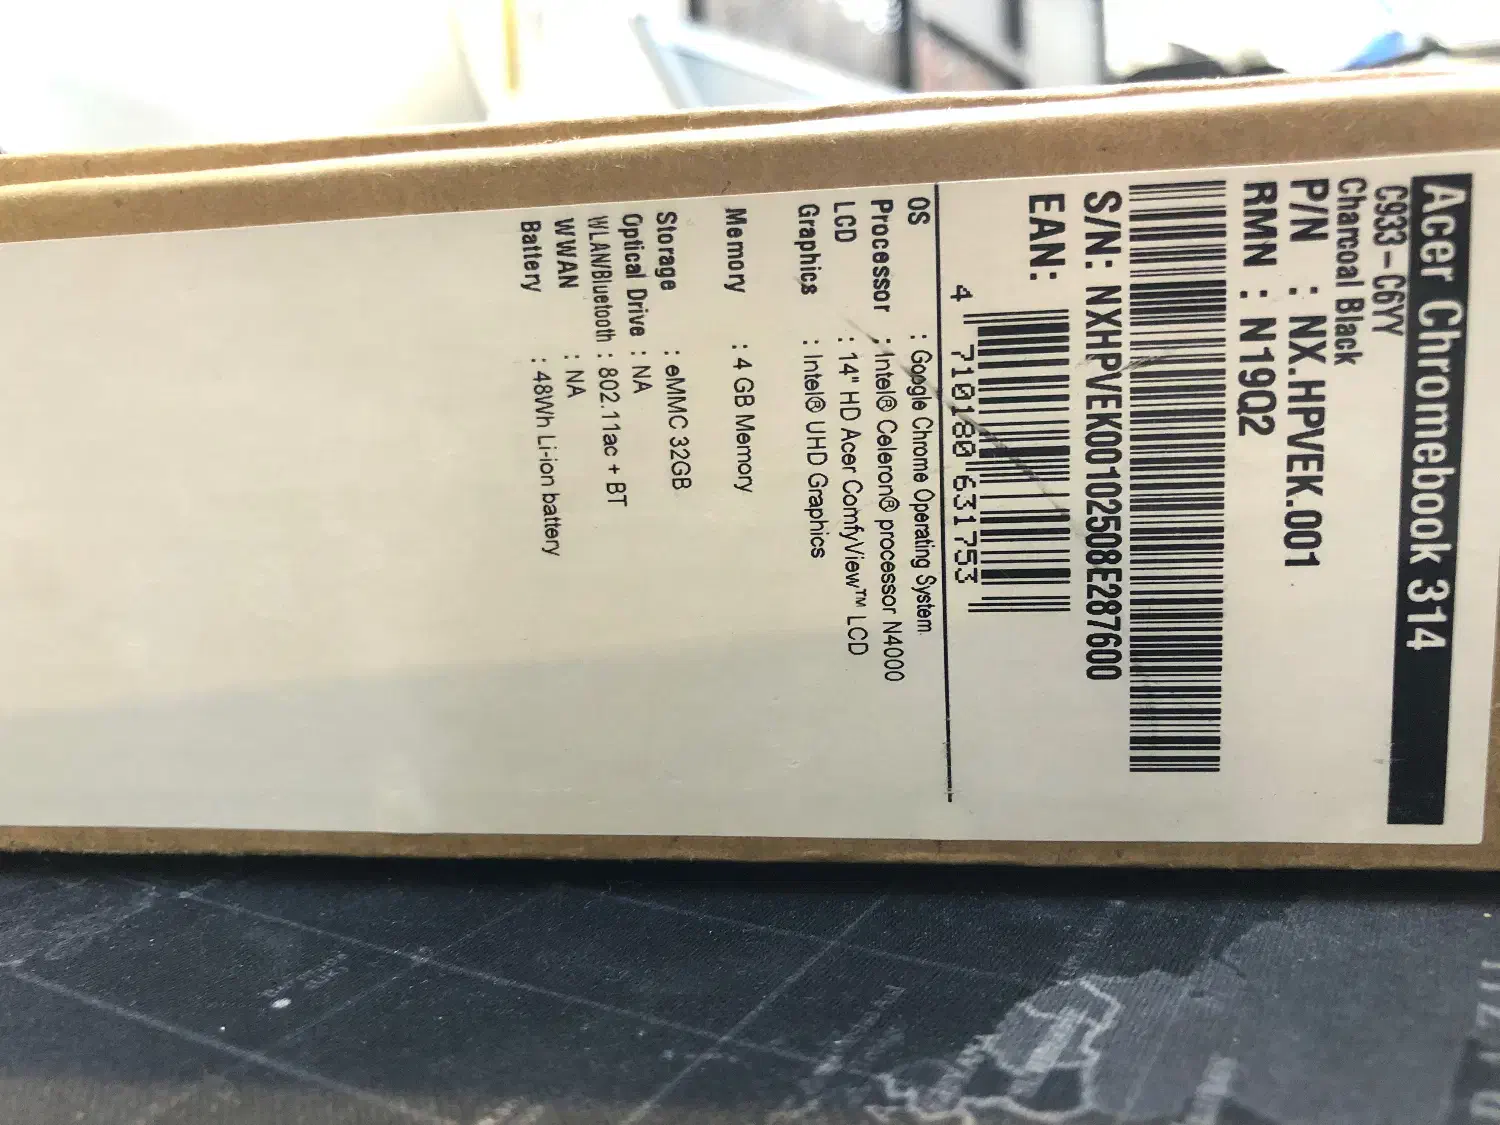 Acer Chromebook 314
C933-C6YY
Charcoal Black
P/N : NX.HPVEK.001
RMN : N19Q2
S/N: NXHPVEK00102508E287600
EAN:
4 710180 631753
OS : Google Chrome Operating System
Processor : Intel® Celeron® processor N4000
LCD : 14" HD Acer ComfyView™ LCD
Graphics : Intel® UHD Graphics
Memory : 4 GB Memory
Storage : eMMC 32GB
Optical Drive : NA
WLAN/Bluetooth : 802.11ac + BT
WWAN : NA
Battery : 48Wh Li-ion battery